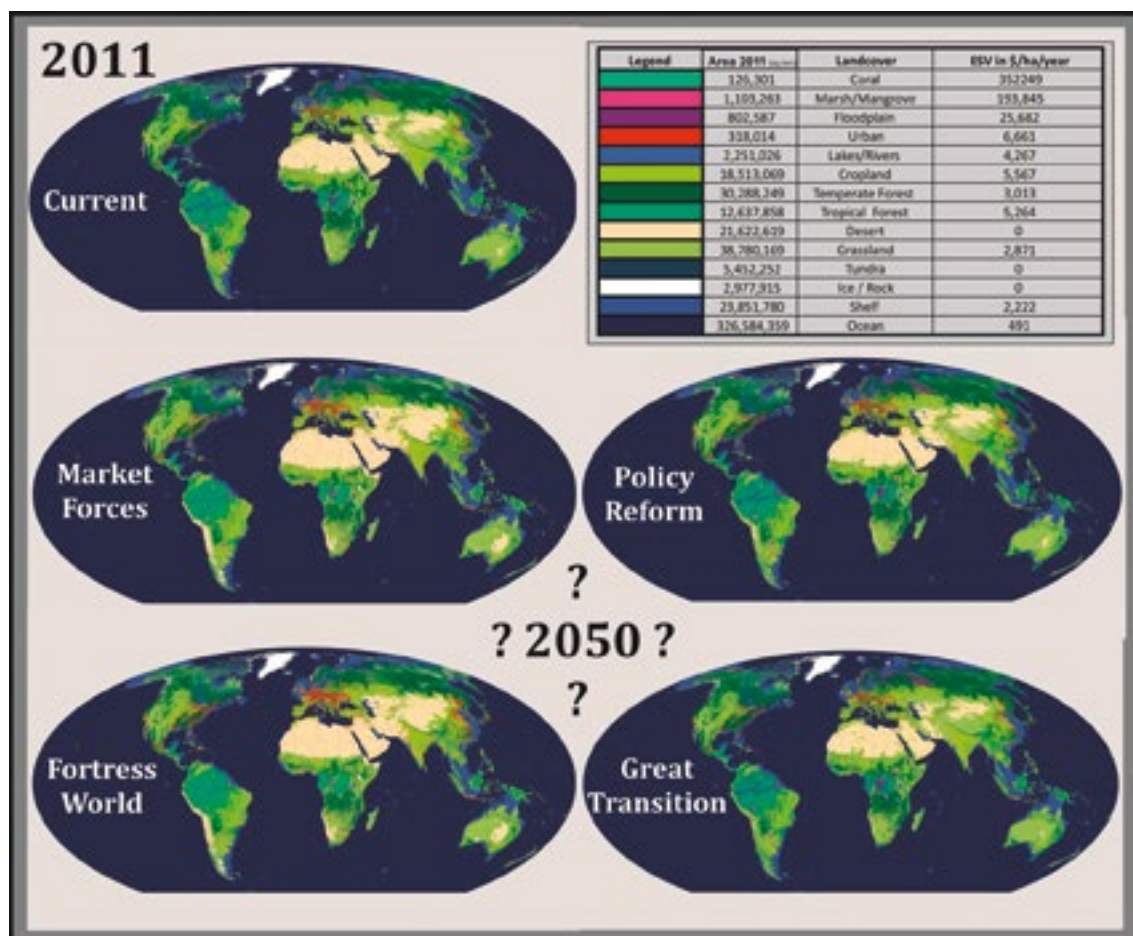 2011
Current
Legend Area 2011 Landcover ESV in $/ha/year
126,301 Coral 352249
1,103,263 Marsh/Mangrove 193,845
802,587 Floodplain 25,682
318,014 Urban 6,661
2,251,026 Lakes/Rivers 4,267
18,513,069 Cropland 5,567
30,288,249 Temperate Forest 3,013
12,637,858 Tropical Forest 5,264
21,622,619 Desert 0
38,780,169 Grassland 2,871
5,452,252 Tundra 0
2,977,915 Ice / Rock 0
23,851,780 Shelf 2,222
326,584,359 Ocean 491
Market
Forces
Policy
Reform
?
? 2050 ?
?
Fortress
World
Great
Transition